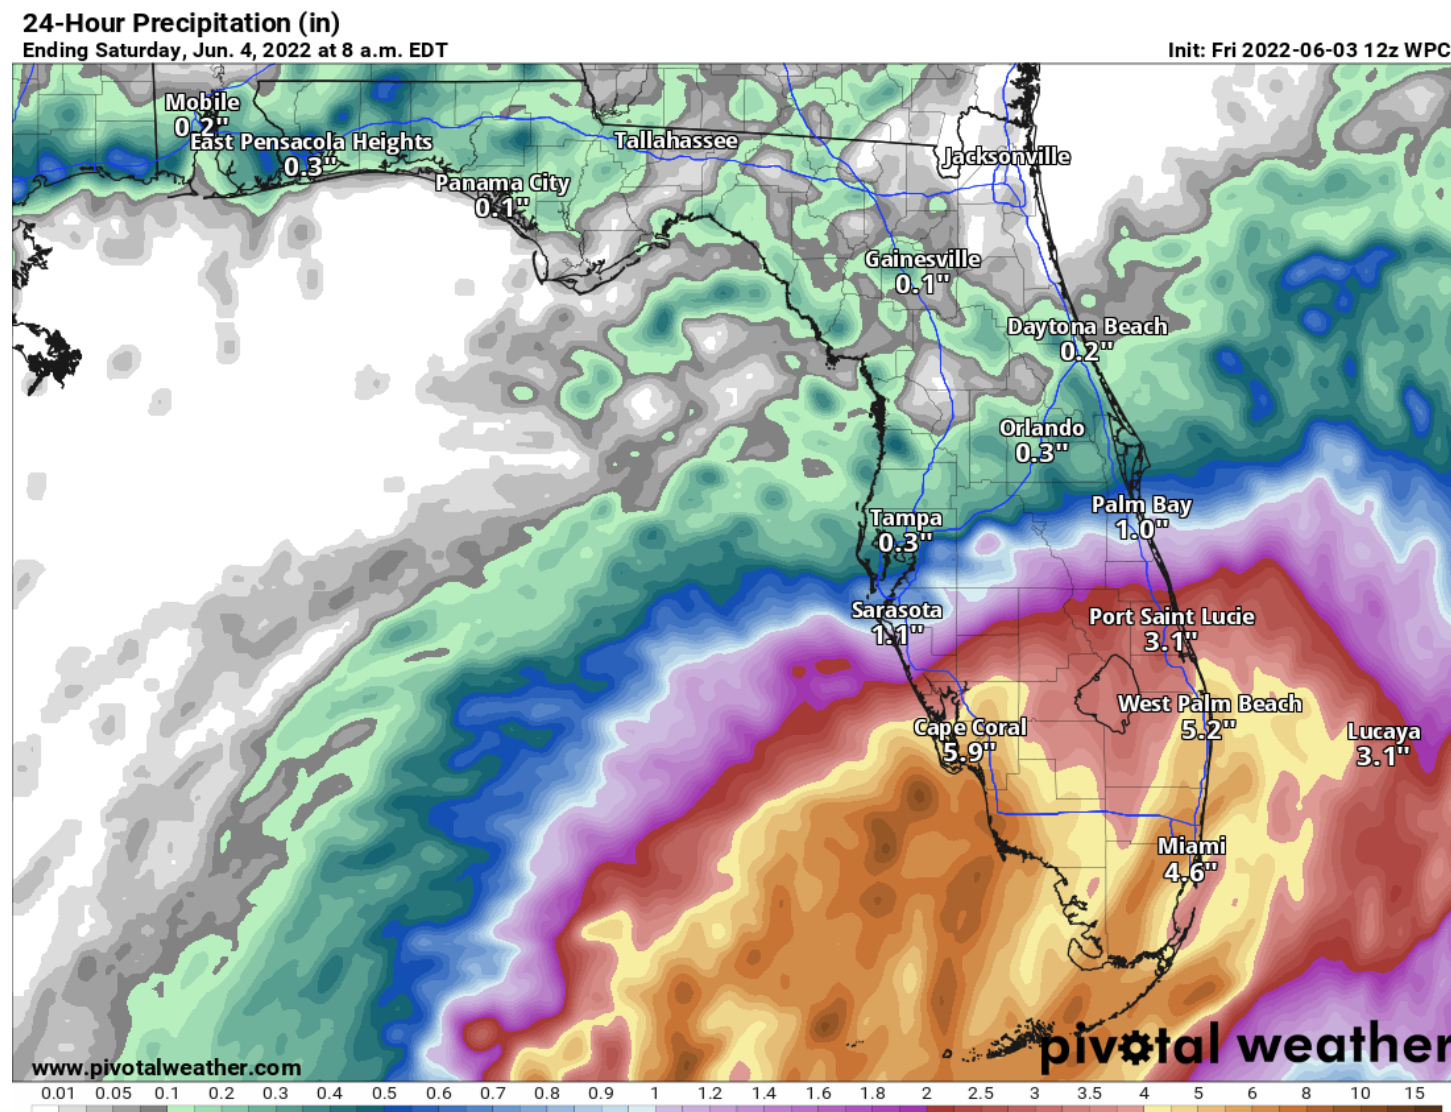 24-Hour Precipitation (in)
Ending Saturday, Jun. 4, 2022 at 8 a.m. EDT
Init: Fri 2022-06-03 12z WPC
Mobile
0.2"
East Pensacola Heights
0.3"
Tallahassee
Jacksonville
Panama City
0.1"
Gainesville
0.1"
Daytona Beach
0.2"
Orlando
0.3"
Palm Bay
1.0"
Tampa
0.3"
Sarasota
1.1"
Port Saint Lucie
3.1"
West Palm Beach
5.2"
Cape Coral
5.9"
Lucaya
3.1"
Miami
4.6"
pivotal weather
www.pivotalweather.com
0.01 0.05 0.1 0.2 0.3 0.4 0.5 0.6 0.7 0.8 0.9 1 1.2 1.4 1.6 1.8 2 2.5 3 3.5 4 5 6 8 10 15